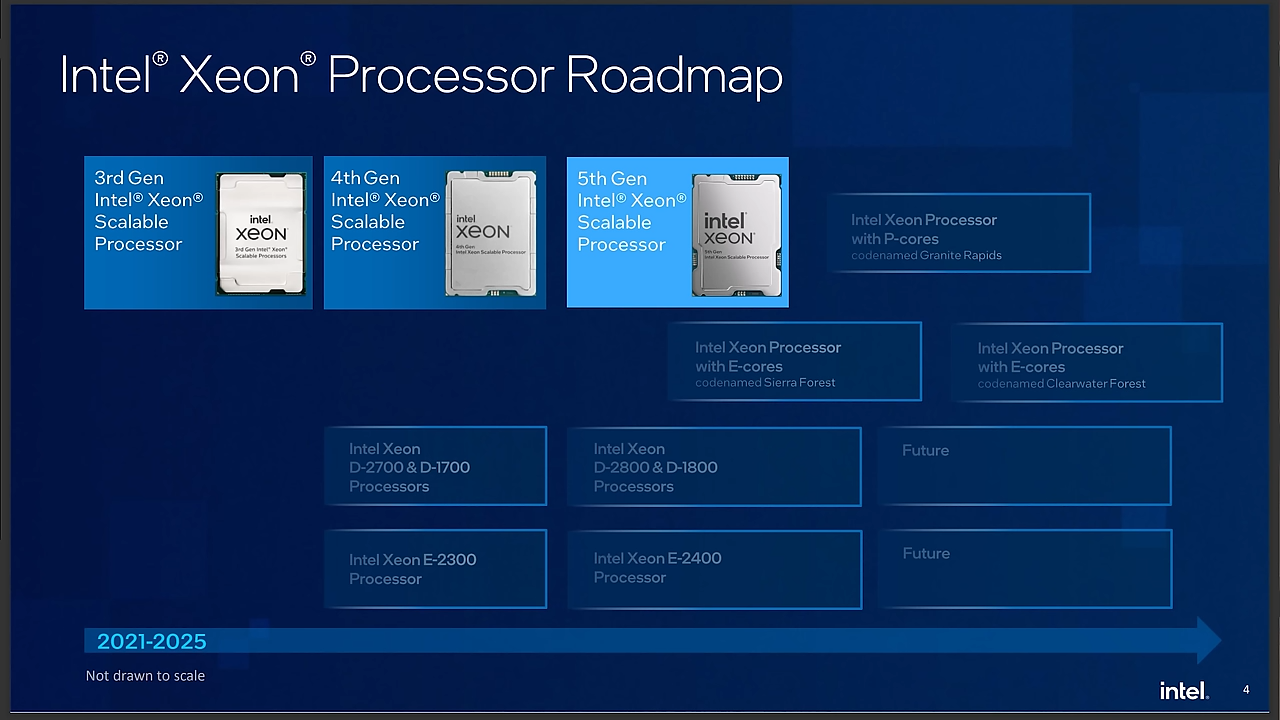 Intel® Xeon® Processor Roadmap
3rd Gen
Intel® Xeon®
Scalable
Processor
intel
XEON
3rd Gen Intel® Xeon®
Scalable Processors
4th Gen
Intel® Xeon®
Scalable
Processor
intel
XEON
4th Gen
Intel Xeon Scalable Processor
5th Gen
Intel® Xeon®
Scalable
Processor
intel
XEON
5th Gen
Intel Xeon Scalable Processor
Intel Xeon Processor
with P-cores
codenamed Granite Rapids
Intel Xeon Processor
with E-cores
codenamed Sierra Forest
Intel Xeon Processor
with E-cores
codenamed Clearwater Forest
Intel Xeon
D-2700 & D-1700
Processors
Intel Xeon
D-2800 & D-1800
Processors
Future
Intel Xeon E-2300
Processor
Intel Xeon E-2400
Processor
Future
2021-2025
Not drawn to scale
intel.
4